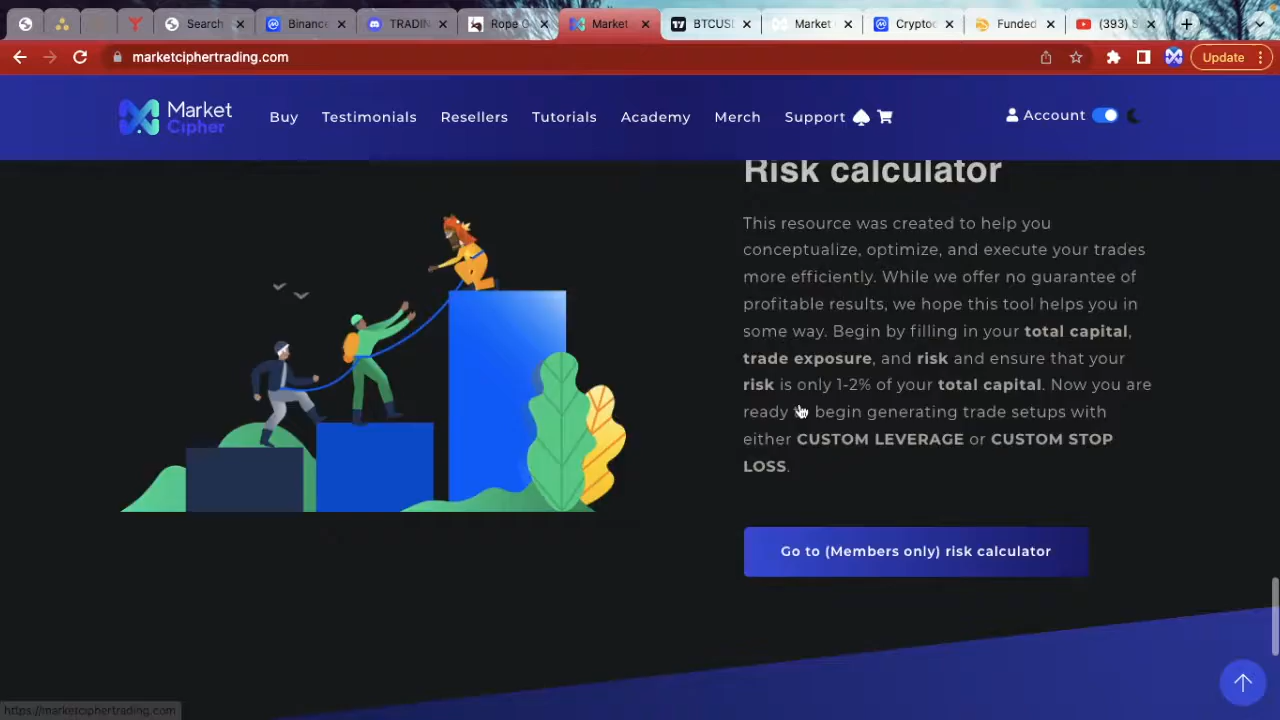 Search
Binance
TRADIN
Rope
Market
BTCUS
Market
Crypto
Funded
(393)
marketciphertrading.com
Update
Market
Cipher
Buy
Testimonials
Resellers
Tutorials
Academy
Merch
Support
Account
Risk calculator
This resource was created to help you
conceptualize, optimize, and execute your trades
more efficiently. While we offer no guarantee of
profitable results, we hope this tool helps you in
some way. Begin by filling in your total capital,
trade exposure, and risk and ensure that your
risk is only 1-2% of your total capital. Now you are
ready to begin generating trade setups with
either CUSTOM LEVERAGE or CUSTOM STOP
LOSS.
Go to (Members only) risk calculator
https://marketciphertrading.com